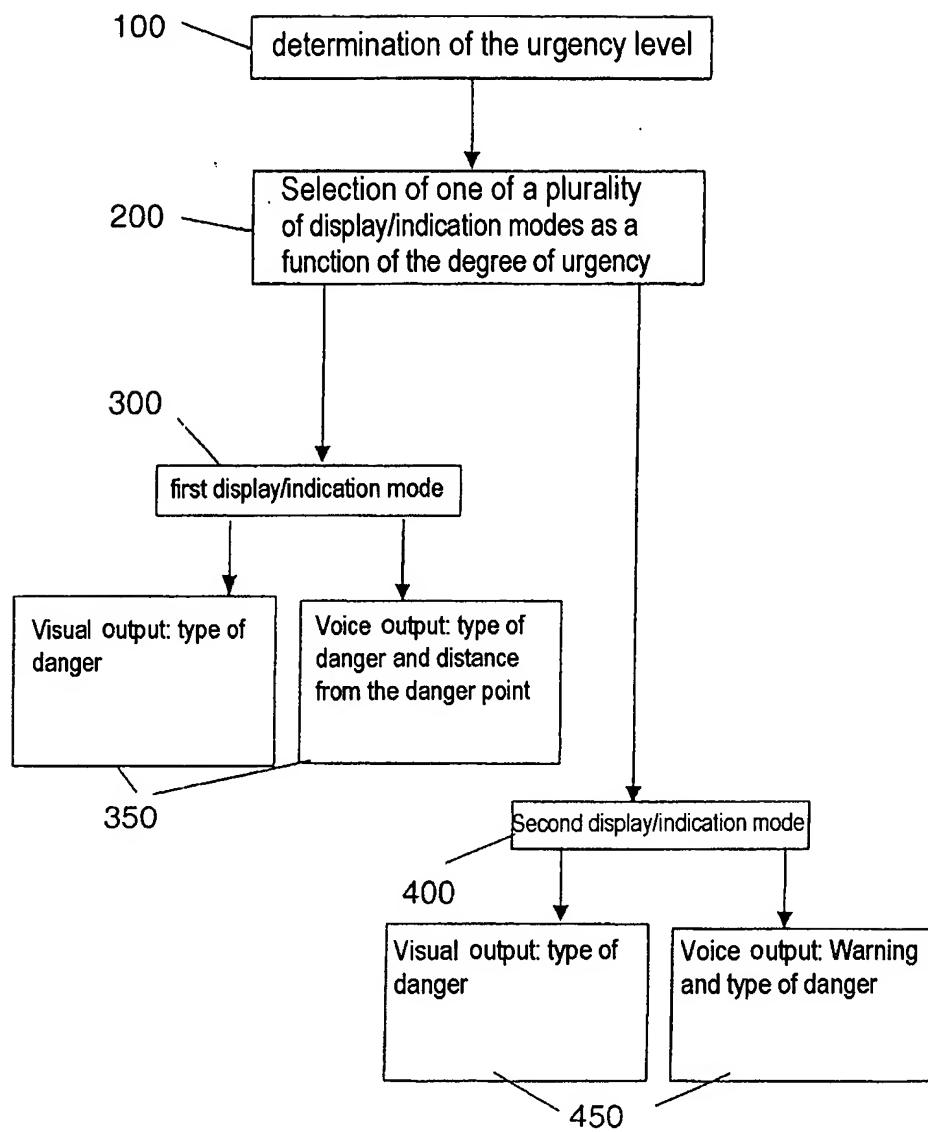 100
determination of the urgency level
200
Selection of one of a plurality
of display/indication modes as a
function of the degree of urgency
300
first display/indication mode
Visual output: type of
danger
Voice output: type of
danger and distance
from the danger point
350
Second display/indication mode
400
Visual output: type of
danger
Voice output: Warning
and type of danger
450